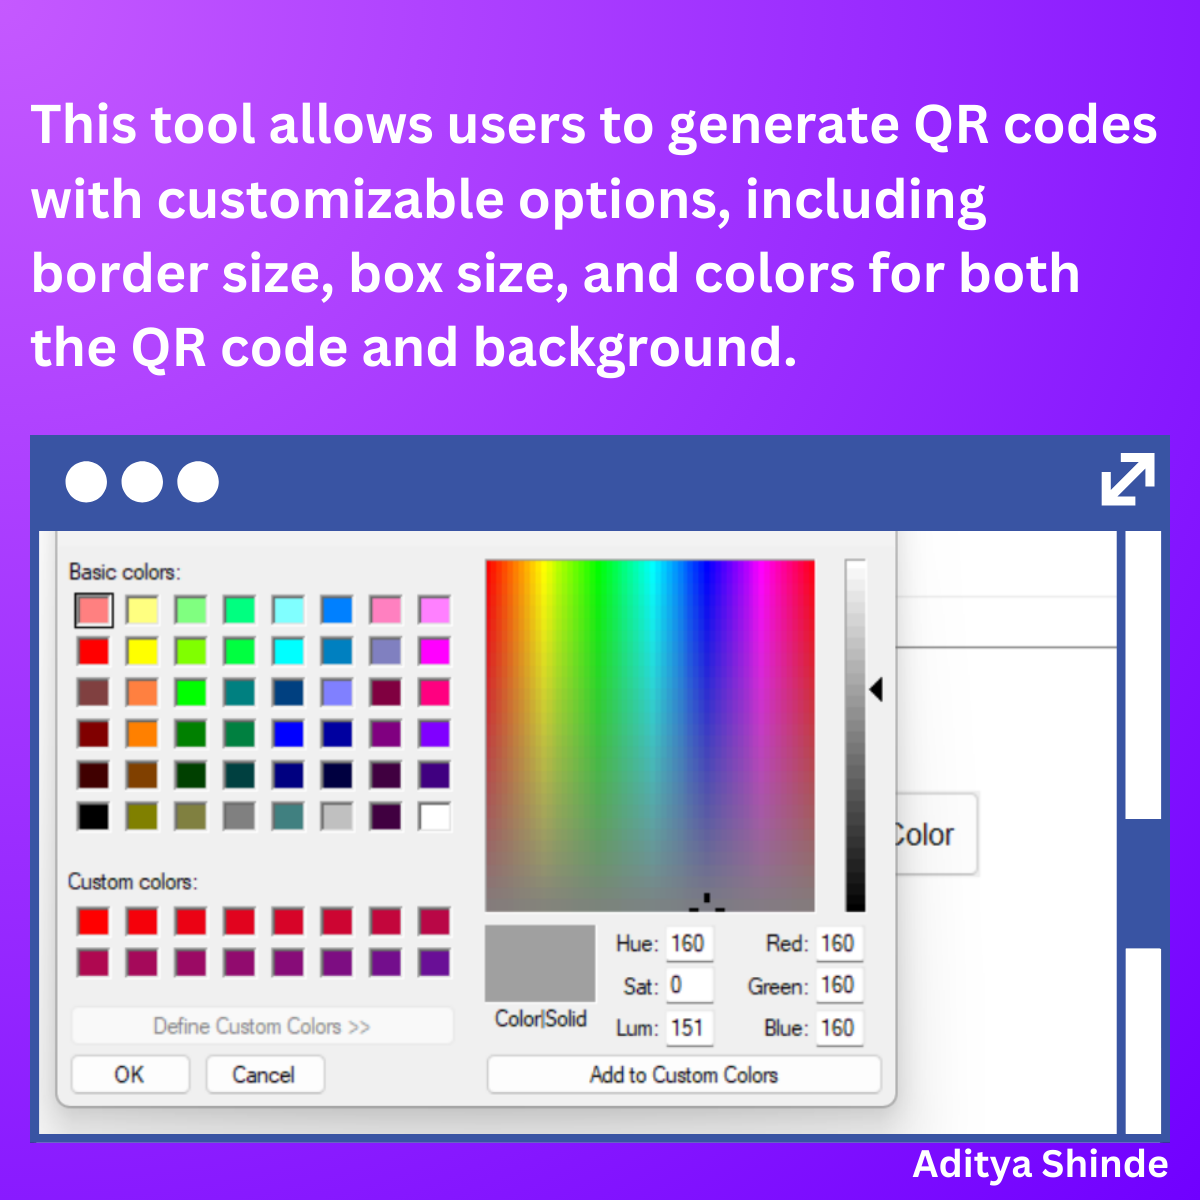 This tool allows users to generate QR codes
with customizable options, including
border size, box size, and colors for both
the QR code and background.
Basic colors:
Custom colors:
Define Custom Colors >>
OK
Cancel
Hue: 160
Sat: 0
Lum: 151
Red: 160
Green: 160
Blue: 160
Color|Solid
Add to Custom Colors
Color
Aditya Shinde